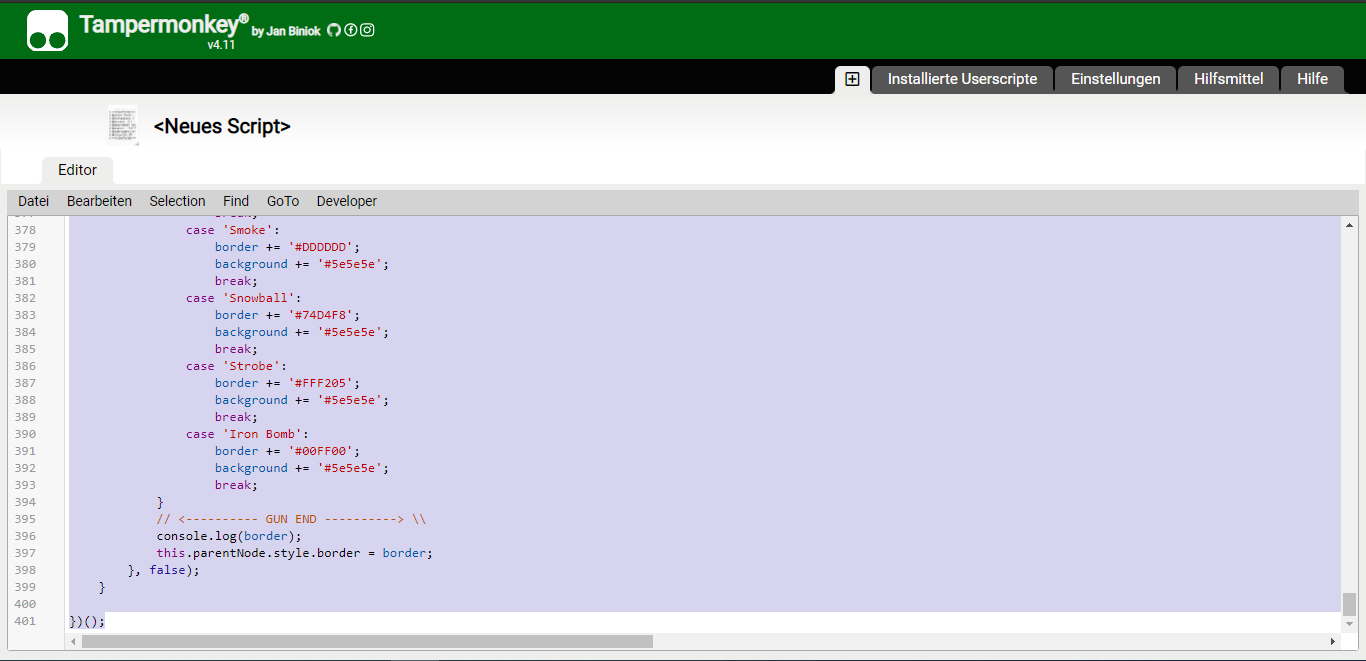 Tampermonkey® by Jan Biniok
v4.11
Installierte Userscripte Einstellungen Hilfsmittel Hilfe
<Neues Script>
Editor
Datei Bearbeiten Selection Find GoTo Developer
378 case 'Smoke':
379 border += '#DDDDDD';
380 background += '#5e5e5e';
381 break;
382 case 'Snowball':
383 border += '#74D4F8';
384 background += '#5e5e5e';
385 break;
386 case 'Strobe':
387 border += '#FFF205';
388 background += '#5e5e5e';
389 break;
390 case 'Iron Bomb':
391 border += '#00FF00';
392 background += '#5e5e5e';
393 break;
394 }
395 // <---------- GUN END ----------> \\
396 console.log(border);
397 this.parentNode.style.border = border;
398 }, false);
399 }
400
401 })();